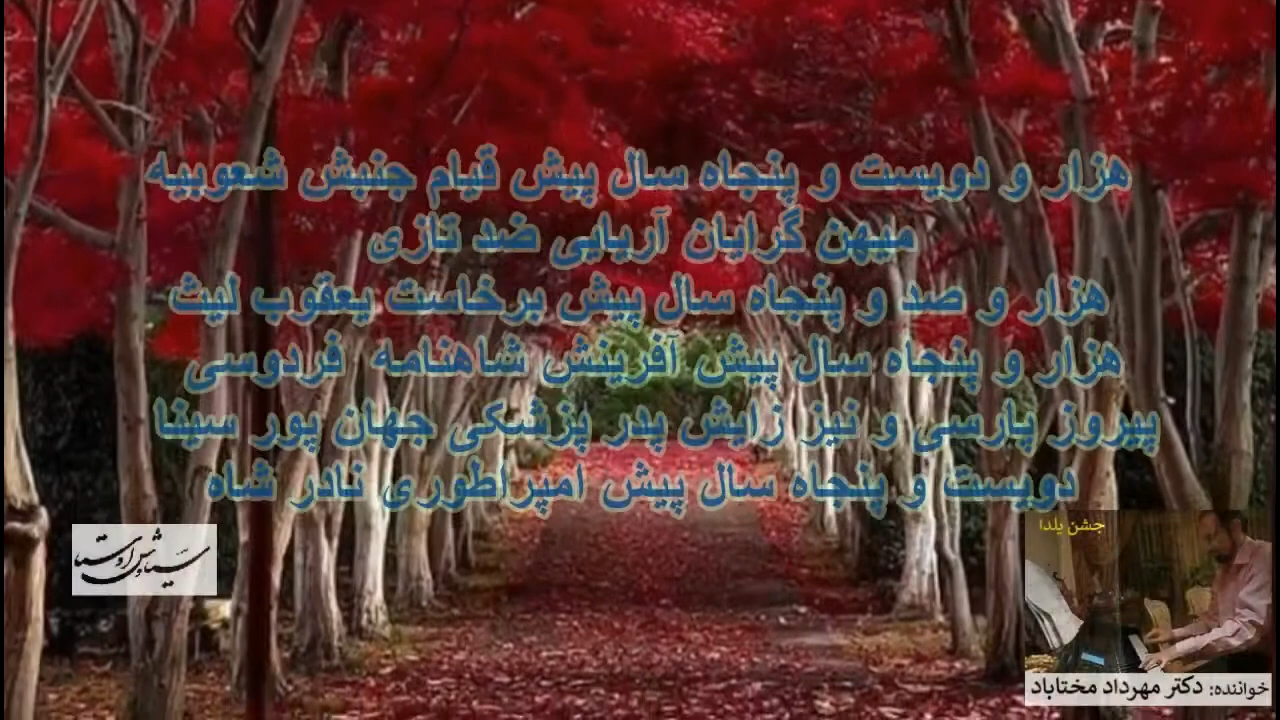 هزار و دویست و پنجاه سال پیش قیام جنبش شعوبیه
میهن گرایان آریایی ضد تازی
هزار و صد و پنجاه سال پیش برخاست یعقوب لیث
هزار و پنجاه سال پیش آفرینش شاهنامه فردوسی
پیروز پارسی و نیز زایش پدر پزشکی جهان پور سینا
دویست و پنجاه سال پیش امپراطوری نادر شاه
جشن یلدا
خواننده: دکتر مهرداد مختاباد